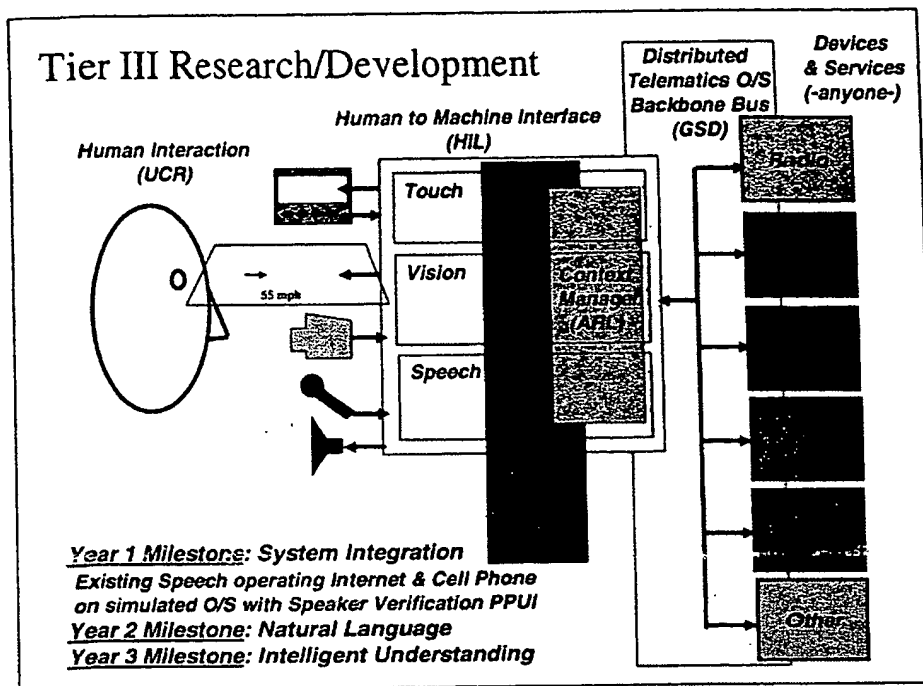 Tier III Research/Development
Distributed
Telematics O/S
Backbone Bus
(GSD)
Devices
& Services
(-anyone-)
Human to Machine Interface
(HIL)
Human Interaction
(UCR)
Touch
Vision
Speech
55 mph
Context
Manager
(ARL)
Radio
Other
Year 1 Milestone: System Integration
Existing Speech operating Internet & Cell Phone
on simulated O/S with Speaker Verification PPUI
Year 2 Milestone: Natural Language
Year 3 Milestone: Intelligent Understanding